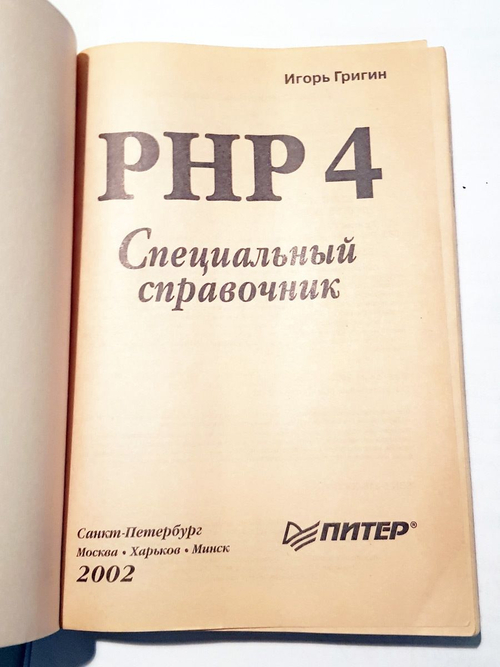 Игорь Григин
PHP 4
Специальный
справочник
Санкт-Петербург
Москва • Харьков • Минск
2002
ПИТЕР®